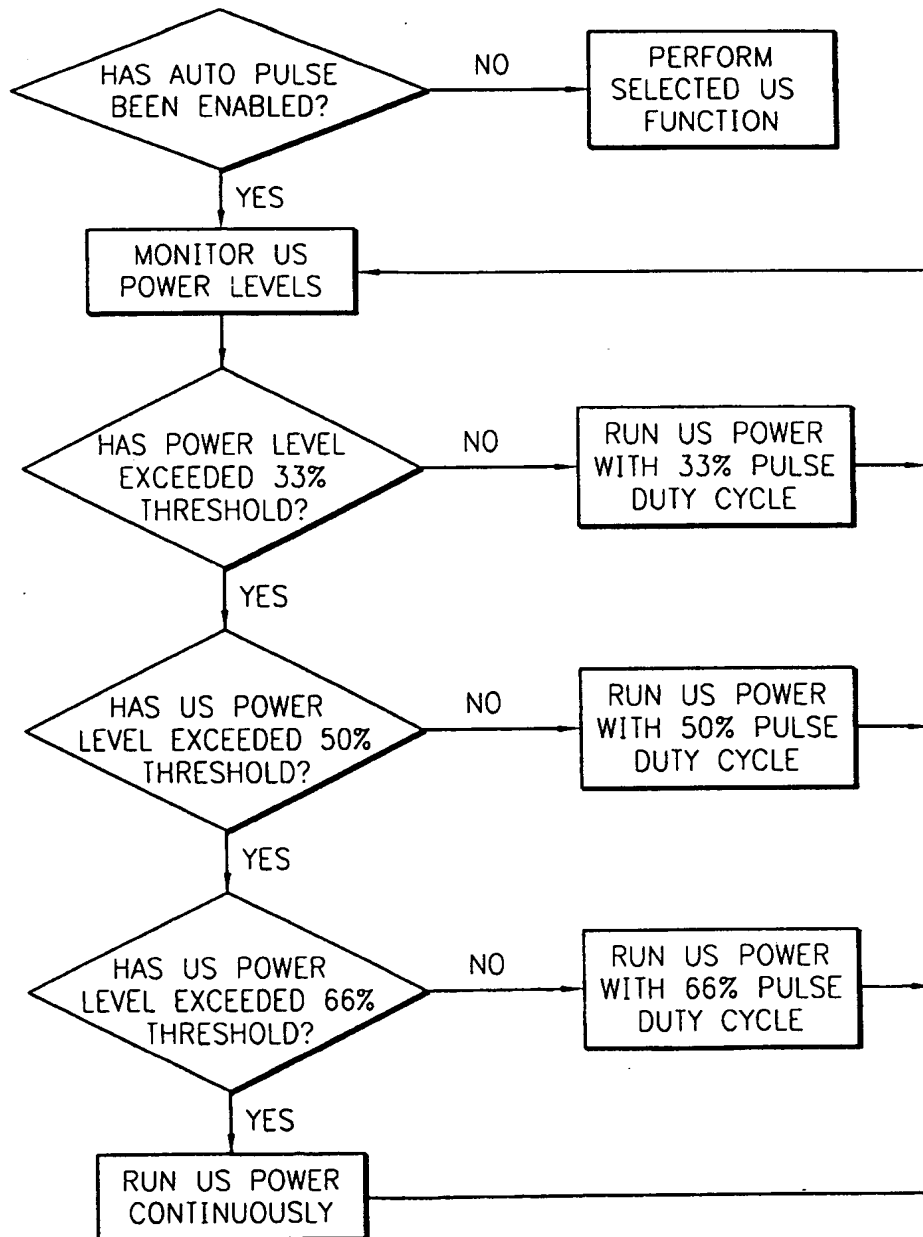 HAS AUTO PULSE
BEEN ENABLED?
NO
PERFORM
SELECTED US
FUNCTION
YES
MONITOR US
POWER LEVELS
HAS POWER LEVEL
EXCEEDED 33%
THRESHOLD?
NO
RUN US POWER
WITH 33% PULSE
DUTY CYCLE
YES
HAS US POWER
LEVEL EXCEEDED 50%
THRESHOLD?
NO
RUN US POWER
WITH 50% PULSE
DUTY CYCLE
YES
HAS US POWER
LEVEL EXCEEDED 66%
THRESHOLD?
NO
RUN US POWER
WITH 66% PULSE
DUTY CYCLE
YES
RUN US POWER
CONTINUOUSLY